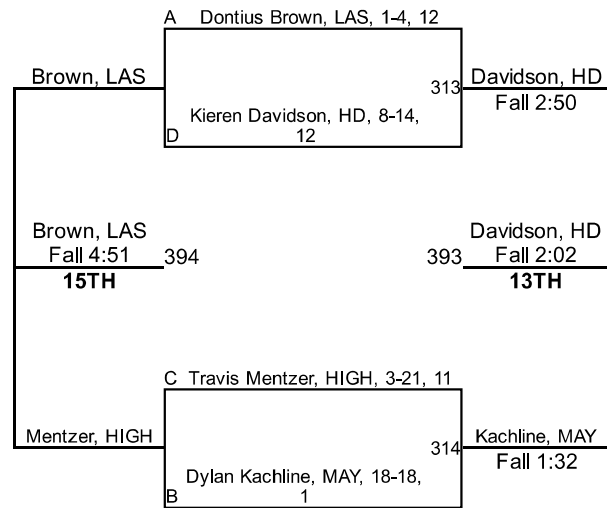 A Dontius Brown, LAS, 1-4, 12
Brown, LAS
313
Davidson, HD
Fall 2:50
Kieren Davidson, HD, 8-14,
D 12
Brown, LAS
Fall 4:51
15TH
394
393
Davidson, HD
Fall 2:02
13TH
C Travis Mentzer, HIGH, 3-21, 11
Mentzer, HIGH
314
Kachline, MAY
Fall 1:32
Dylan Kachline, MAY, 18-18,
B 1